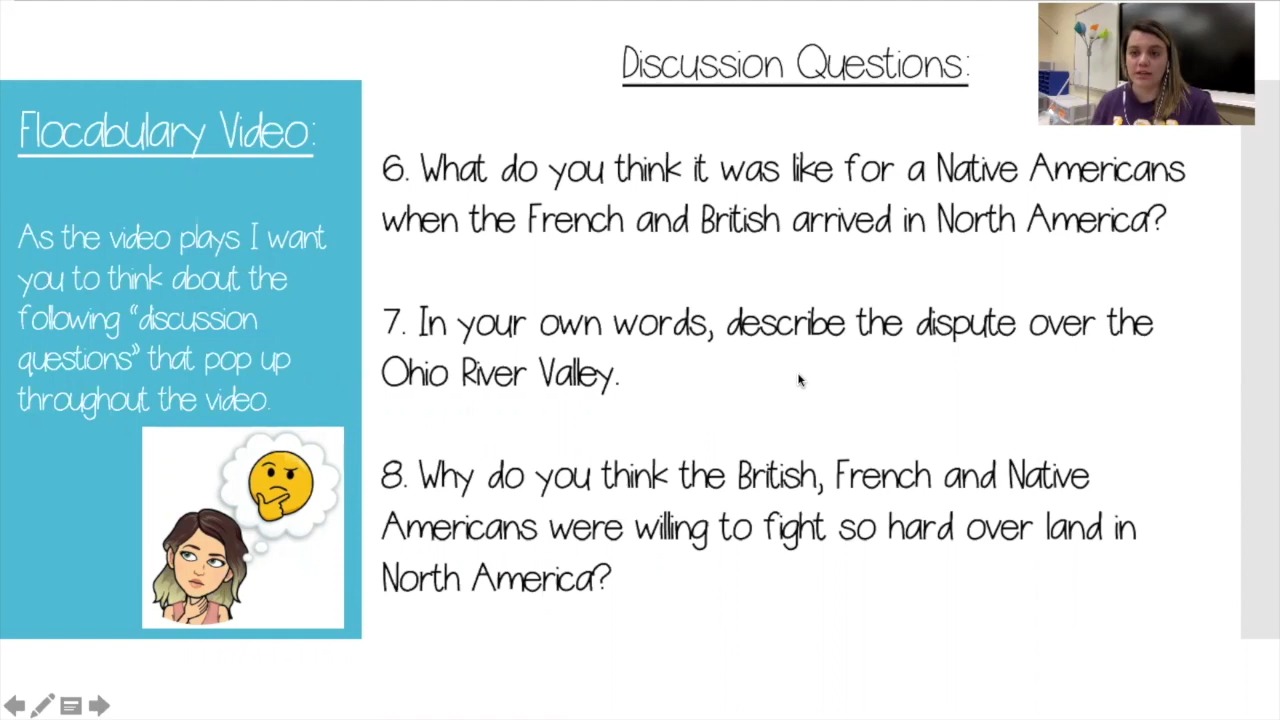 Discussion Questions:
Flocabulary Video:
As the video plays I want
you to think about the
following "discussion
questions" that pop up
throughout the video.
6. What do you think it was like for a Native Americans
when the French and British arrived in North America?
7. In your own words, describe the dispute over the
Ohio River Valley.
8. Why do you think the British, French and Native
Americans were willing to fight so hard over land in
North America?